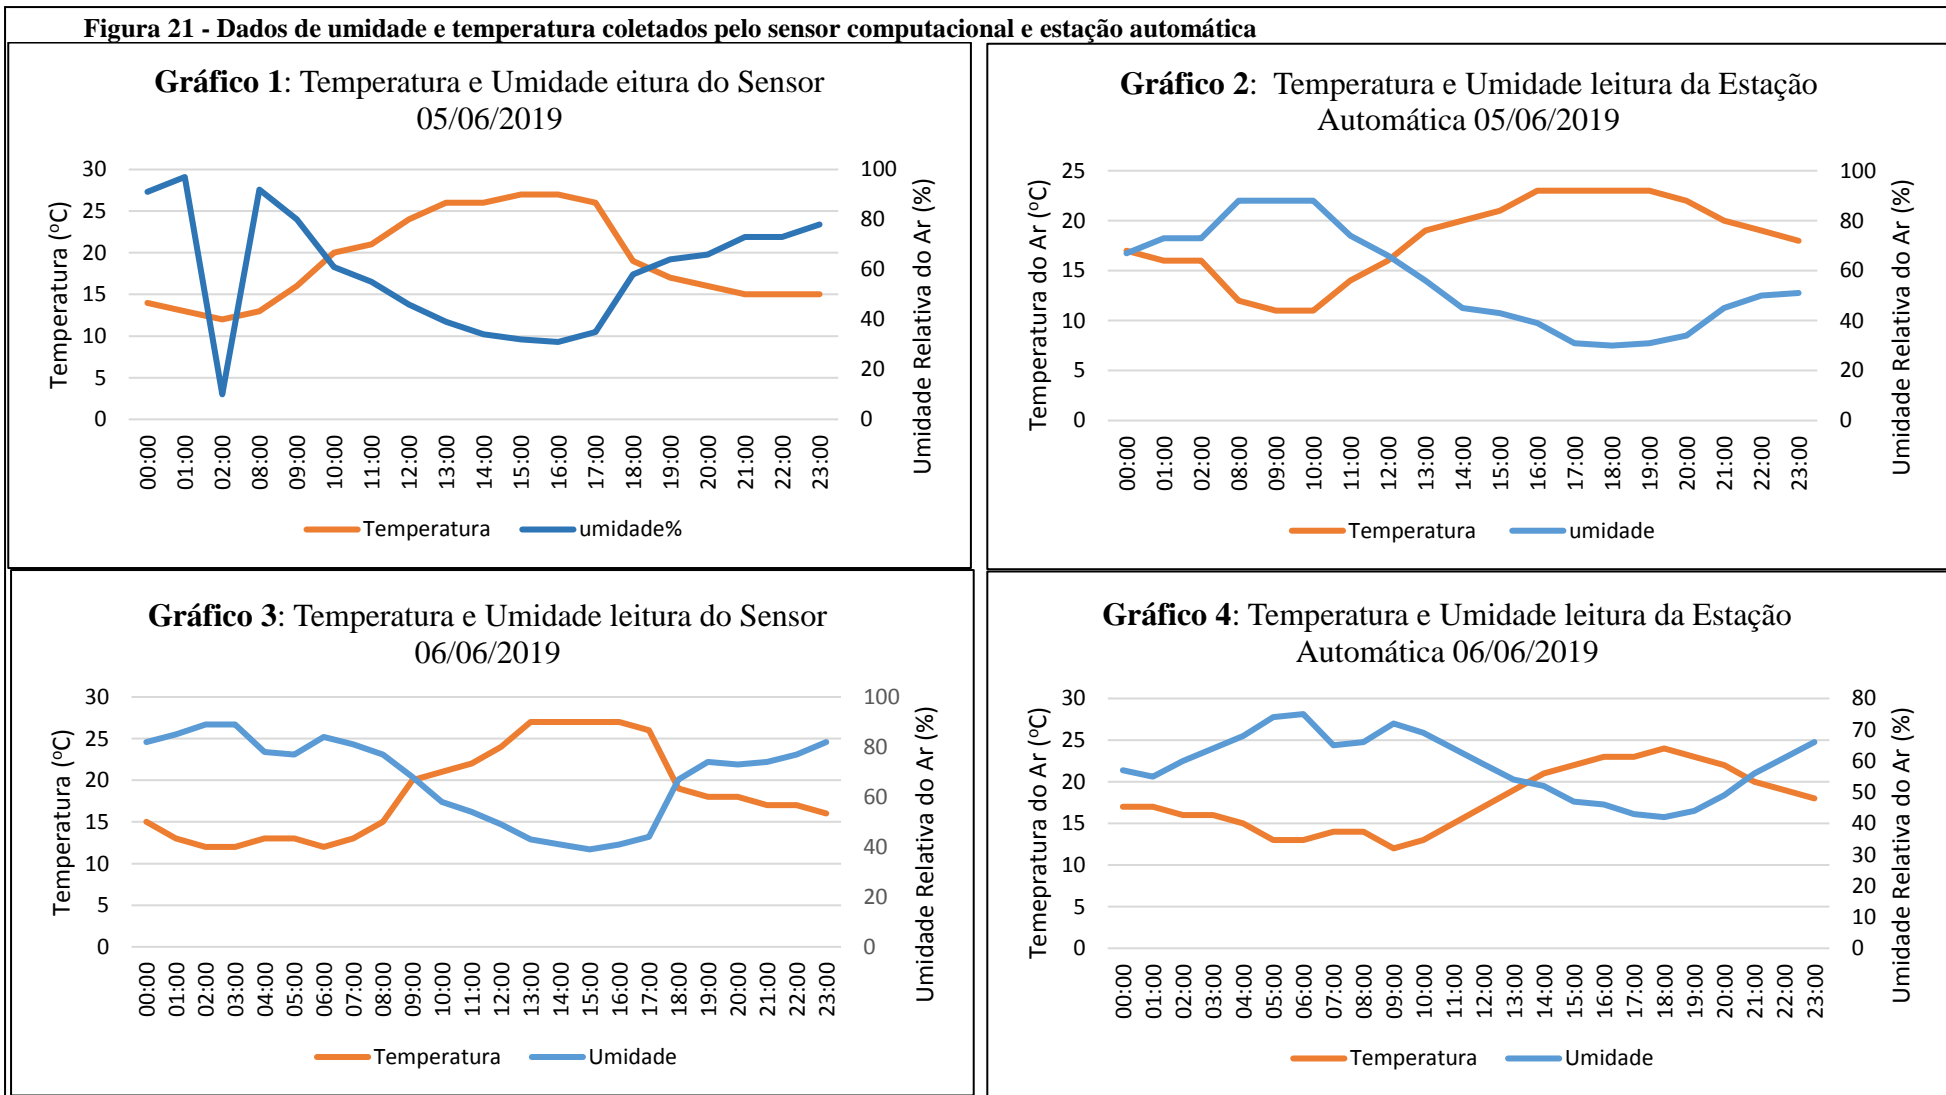 Figura 21 - Dados de umidade e temperatura coletados pelo sensor computacional e estação automática
Gráfico 1: Temperatura e Umidade eitura do Sensor
05/06/2019
Temperatura (ºC)
30
25
20
15
10
5
0
100
80
60
40
20
0
Umidade Relativa do Ar (%)
00:00 01:00 02:00 08:00 09:00 10:00 11:00 12:00 13:00 14:00 15:00 16:00 17:00 18:00 19:00 20:00 21:00 22:00 23:00
Temperatura umidade%
Gráfico 2: Temperatura e Umidade leitura da Estação
Automática 05/06/2019
Temperatura do Ar (ºC)
25
20
15
10
5
0
100
80
60
40
20
0
Umidade Relativa do Ar (%)
00:00 01:00 02:00 08:00 09:00 10:00 11:00 12:00 13:00 14:00 15:00 16:00 17:00 18:00 19:00 20:00 21:00 22:00 23:00
Temperatura umidade
Gráfico 3: Temperatura e Umidade leitura do Sensor
06/06/2019
Temperatura (ºC)
30
25
20
15
10
5
0
100
80
60
40
20
0
Umidade Relativa do Ar (%)
00:00 01:00 02:00 03:00 04:00 05:00 06:00 07:00 08:00 09:00 10:00 11:00 12:00 13:00 14:00 15:00 16:00 17:00 18:00 19:00 20:00 21:00 22:00 23:00
Temperatura Umidade
Gráfico 4: Temperatura e Umidade leitura da Estação
Automática 06/06/2019
Temepratura do Ar (ºC)
30
25
20
15
10
5
0
80
70
60
50
40
30
20
10
0
Umidade Relativa do Ar (%)
00:00 01:00 02:00 03:00 04:00 05:00 06:00 07:00 08:00 09:00 10:00 11:00 12:00 13:00 14:00 15:00 16:00 17:00 18:00 19:00 20:00 21:00 22:00 23:00
Temperatura Umidade